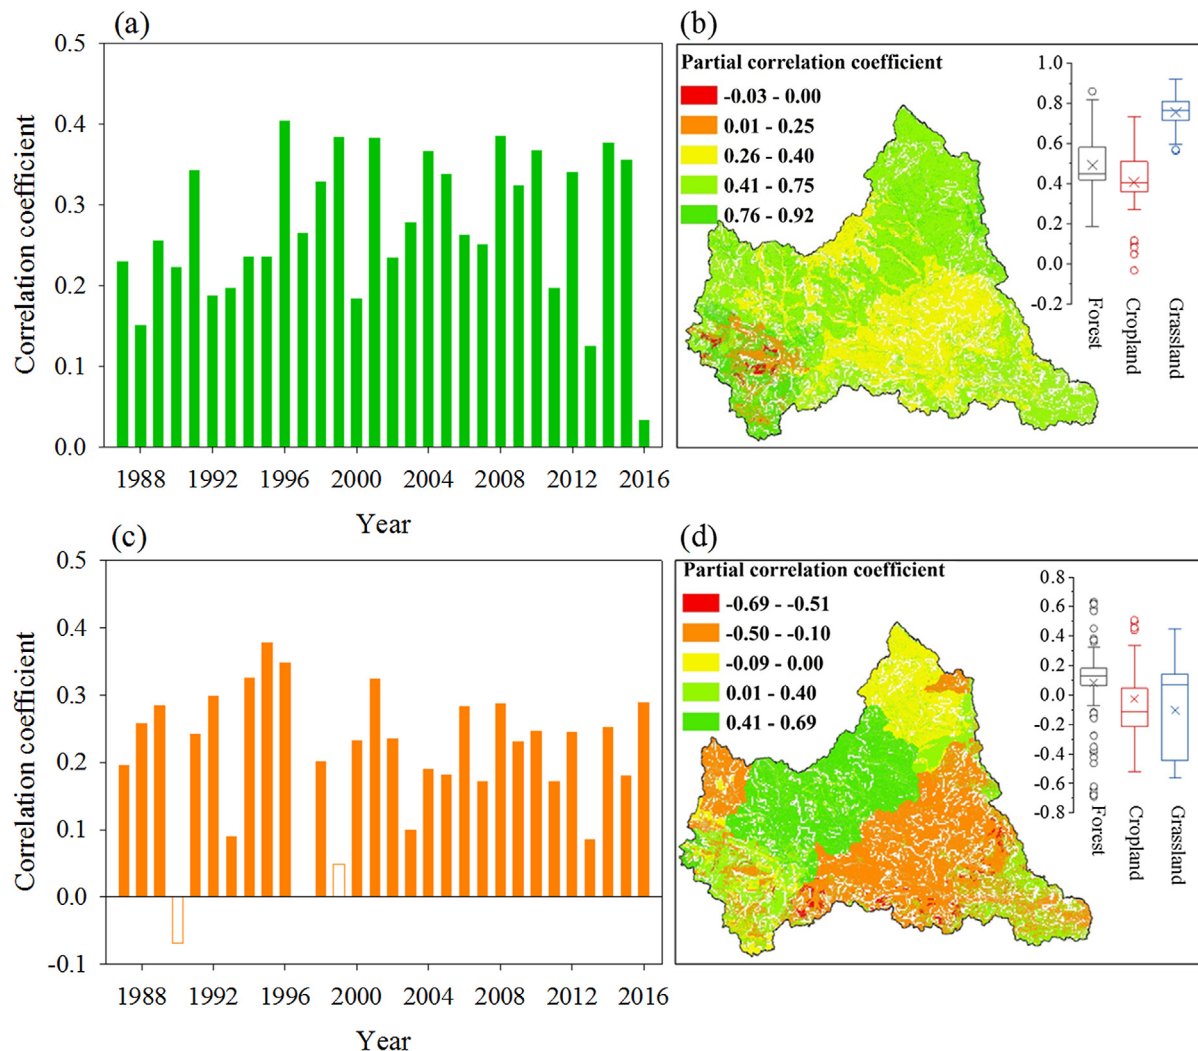 (a)
0.5
0.4
0.3
0.2
0.1
0.0
Correlation coefficient
1988 1992 1996 2000 2004 2008 2012 2016
Year
(b)
Partial correlation coefficient
-0.03 - 0.00
0.01 - 0.25
0.26 - 0.40
0.41 - 0.75
0.76 - 0.92
1.0
0.8
0.6
0.4
0.2
0.0
-0.2
Forest
Cropland
Grassland
(c)
0.5
0.4
0.3
0.2
0.1
0.0
-0.1
Correlation coefficient
1988 1992 1996 2000 2004 2008 2012 2016
Year
(d)
Partial correlation coefficient
-0.69 - -0.51
-0.50 - -0.10
-0.09 - 0.00
0.01 - 0.40
0.41 - 0.69
0.8
0.6
0.4
0.2
0.0
-0.2
-0.4
-0.6
-0.8
Forest
Cropland
Grassland